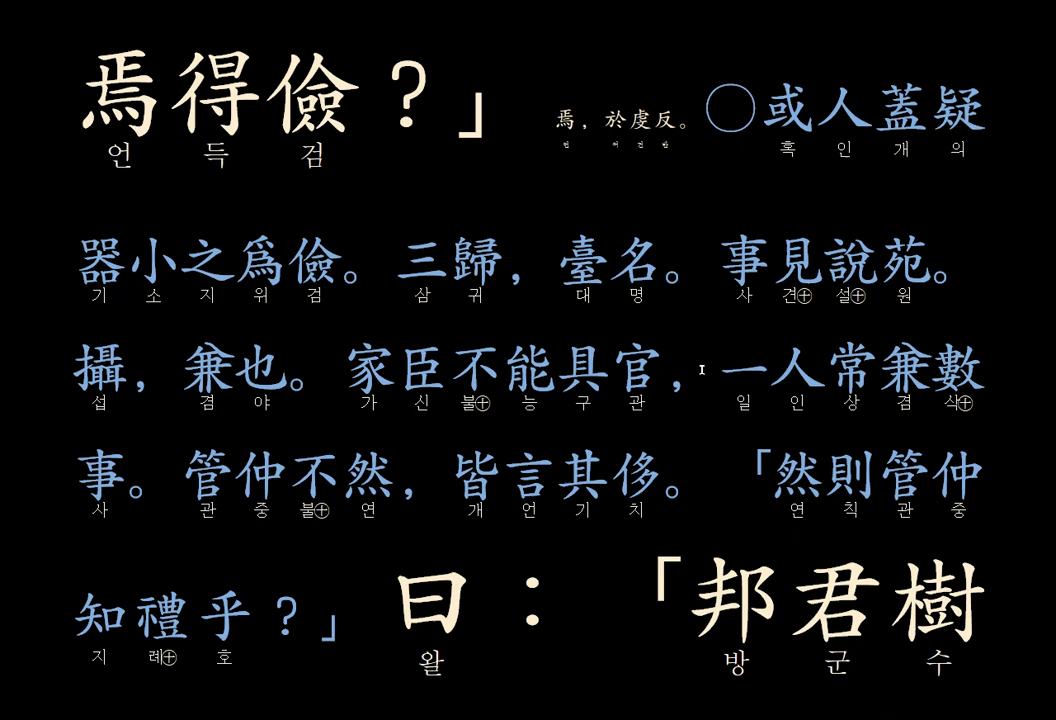 焉得儉？」 焉，於虔反。 ○或人蓋疑
언 득 검 언 어 건 반 혹 인 개 의
器小之爲儉。 三歸，臺名。 事見說苑。
기 소 지 위 검 삼 귀 대 명 사 견㊉ 설㊉ 원
攝，兼也。 家臣不能具官， 一人常兼數
섭 겸 야 가 신 불㊉ 능 구 관 일 인 상 겸 삭㊉
事。 管仲不然， 皆言其侈。 「然則管仲
사 관 중 불㊉ 연 개 언 기 치 연 칙 관 중
知禮乎？」 曰： 「邦君樹
지 례㊉ 호 왈 방 군 수